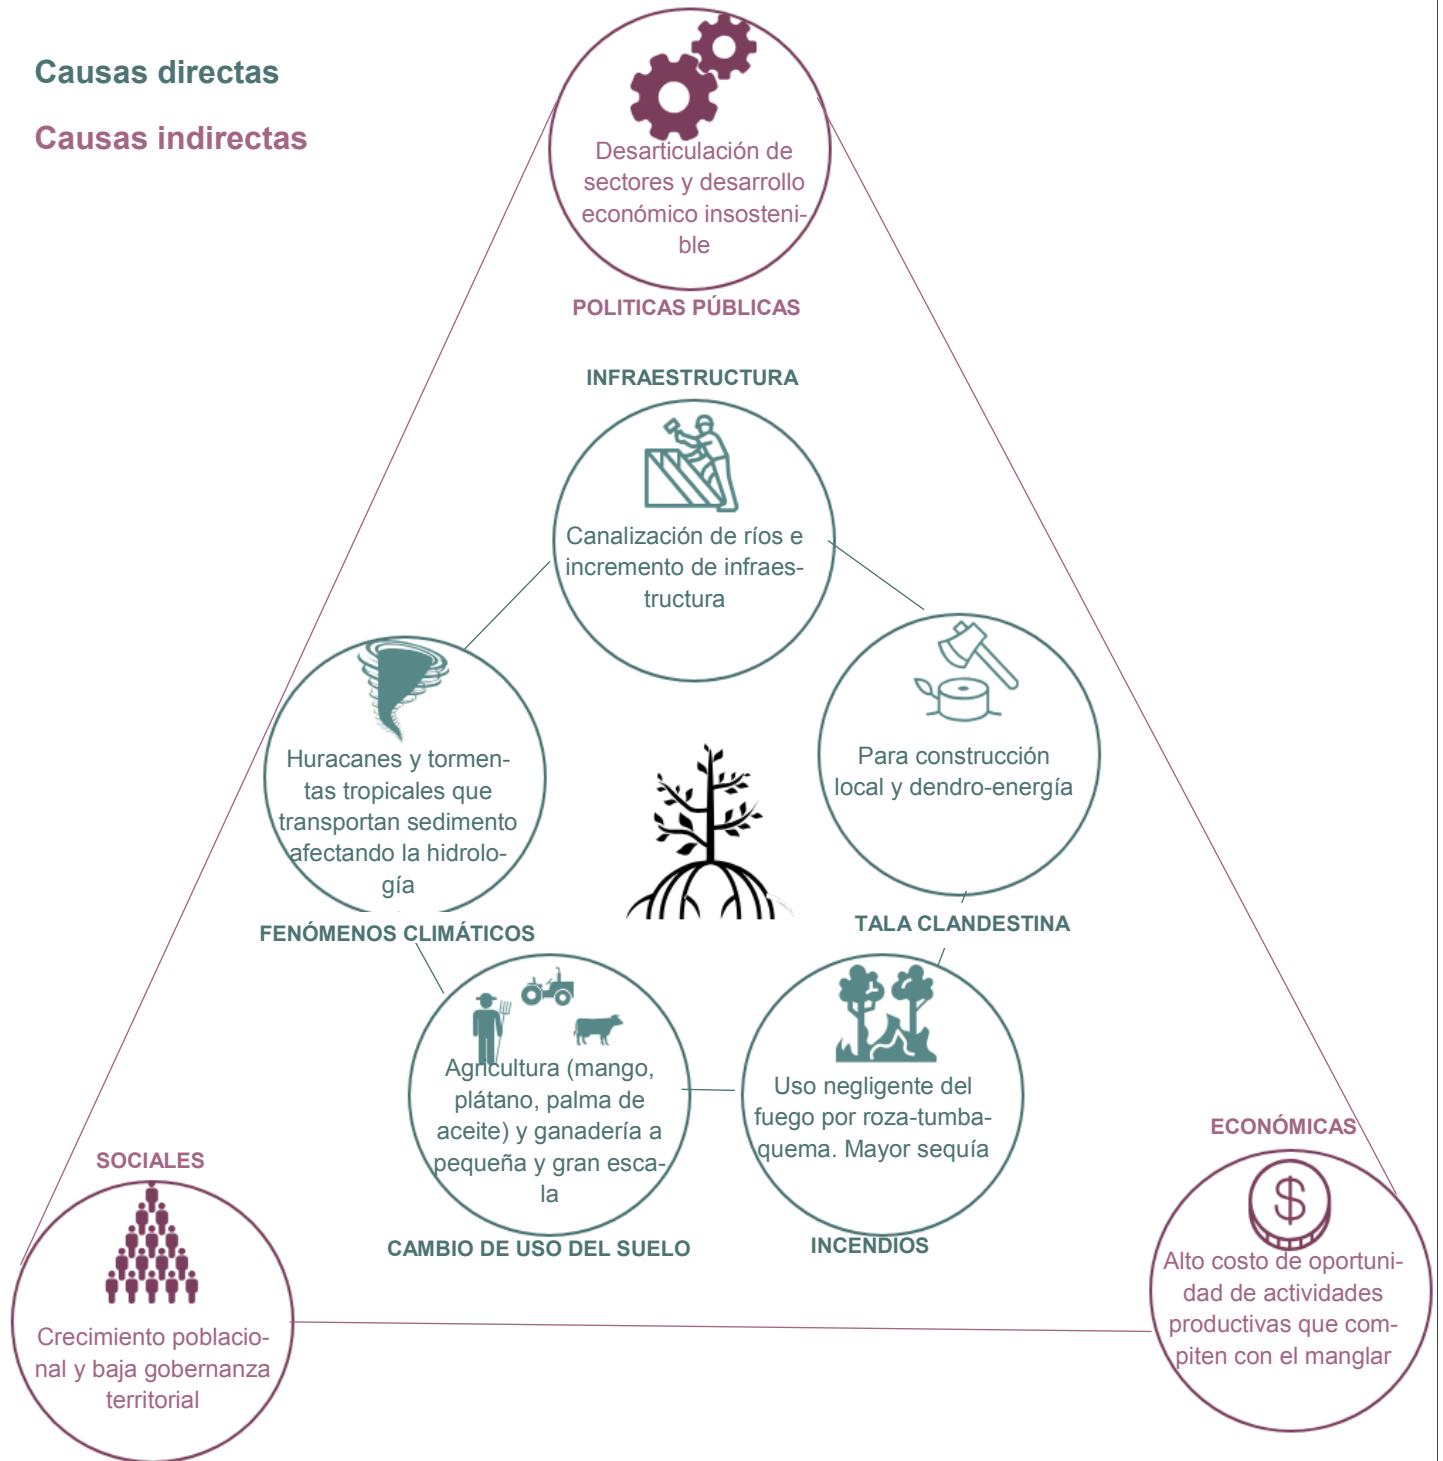 Causas directas
Causas indirectas
Desarticulación de
sectores y desarrollo
económico insosteni-
ble
POLITICAS PÚBLICAS
INFRAESTRUCTURA
Canalización de ríos e
incremento de infraes-
tructura
Huracanes y tormen-
tas tropicales que
transportan sedimento
afectando la hidrolo-
gía
FENÓMENOS CLIMÁTICOS
Para construcción
local y dendro-energía
TALA CLANDESTINA
Agricultura (mango,
plátano, palma de
aceite) y ganadería a
pequeña y gran esca-
la
CAMBIO DE USO DEL SUELO
Uso negligente del
fuego por roza-tumba-
quema. Mayor sequía
INCENDIOS
SOCIALES
Crecimiento poblacio-
nal y baja gobernanza
territorial
ECONÓMICAS
$
Alto costo de oportuni-
dad de actividades
productivas que com-
piten con el manglar